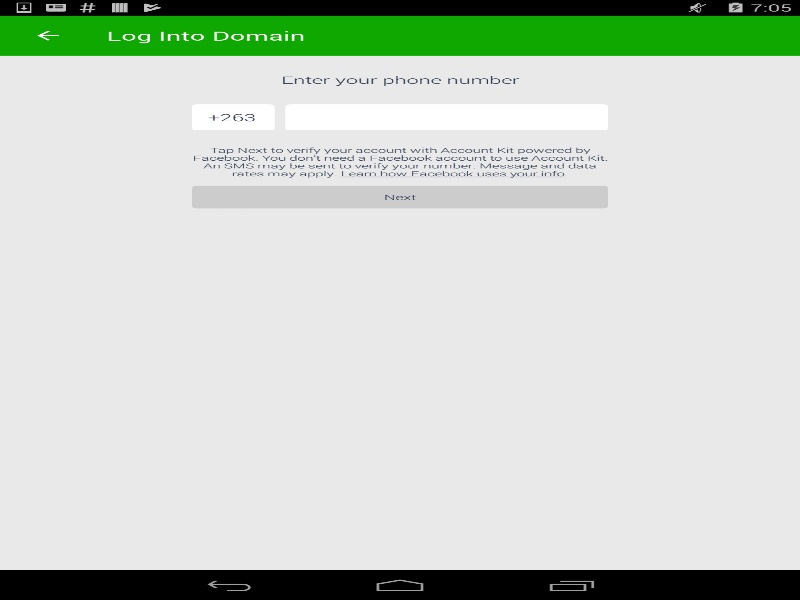 7:05
Log Into Domain
Enter your phone number
+263
Tap Next to verify your account with Account Kit powered by
Facebook. You don't need a Facebook account to use Account Kit.
An SMS may be sent to verify your number. Message and data
rates may apply. Learn how Facebook uses your info.
Next